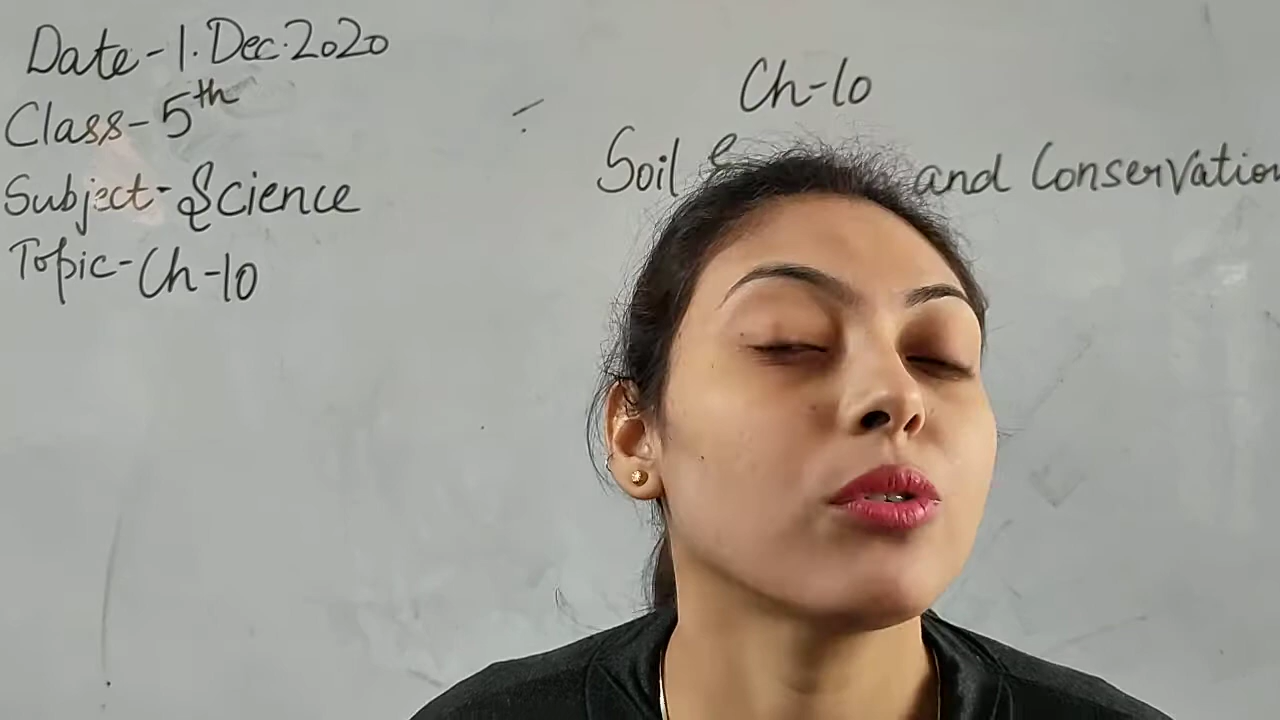 Date-1.Dec.2020
Class-5th
Subject-Science
Topic-Ch-10
Ch-10
Soil and Conservation